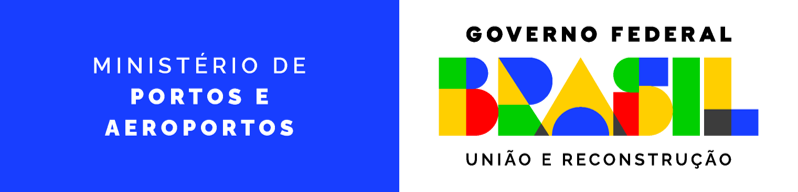 MINISTÉRIO DE
PORTOS E
AEROPORTOS
GOVERNO FEDERAL
BRASIL
UNIÃO E RECONSTRUÇÃO